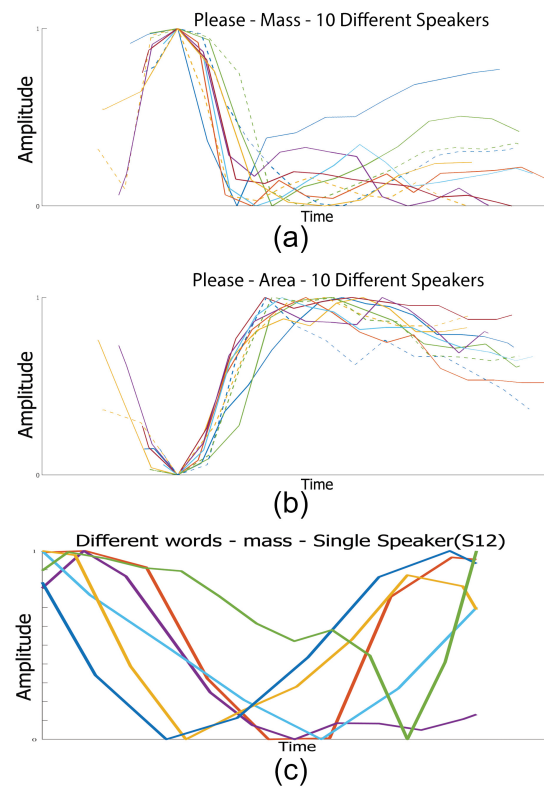 Please - Mass - 10 Different Speakers
1
Amplitude
0
Time
(a)
Please - Area - 10 Different Speakers
1
Amplitude
0
Time
(b)
Different words - mass - Single Speaker(S12)
1
Amplitude
0
Time
(c)